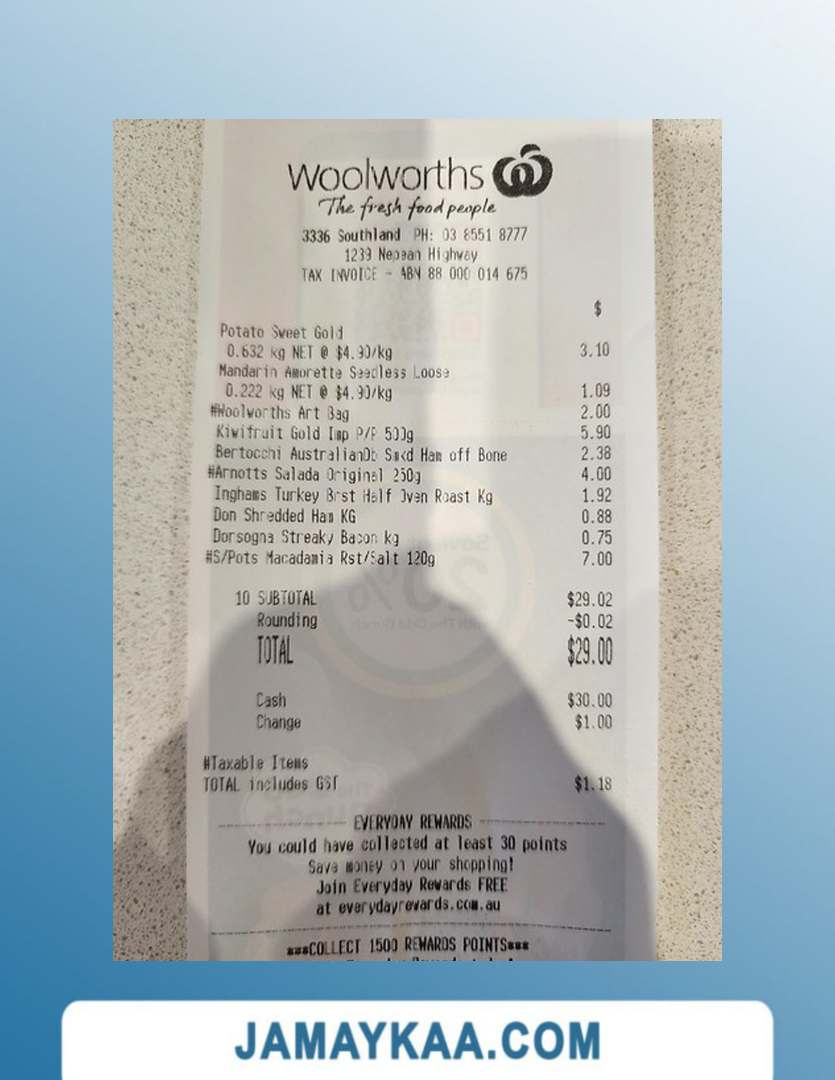 Woolworths
The fresh food people
3336 Southland PH: 03 8551 8777
1239 Nepean Highway
TAX INVOICE - ABN 88 000 014 675
$
Potato Sweet Gold
0.632 kg NET @ $4.90/kg 3.10
Mandarin Amorette Seedless Loose
0.222 kg NET @ $4.90/kg 1.09
#Woolworths Art Bag 2.00
Kiwifruit Gold Imp P/P 500g 5.90
Bertocchi AustralianDb Smkd Ham off Bone 2.38
#Arnotts Salada Original 250g 4.00
Inghams Turkey Brst Half Oven Roast Kg 1.92
Don Shredded Ham KG 0.88
Dorsogna Streaky Bacon kg 0.75
#S/Pots Macadamia Rst/Salt 120g 7.00
10 SUBTOTAL $29.02
Rounding -$0.02
TOTAL $29.00
Cash $30.00
Change $1.00
#Taxable Items
TOTAL includes GST $1.18
EVERYDAY REWARDS
You could have collected at least 30 points
Save money on your shopping!
Join Everyday Rewards FREE
at everydayrewards.com.au
***COLLECT 1500 REWARDS POINTS***
JAMAYKAA.COM